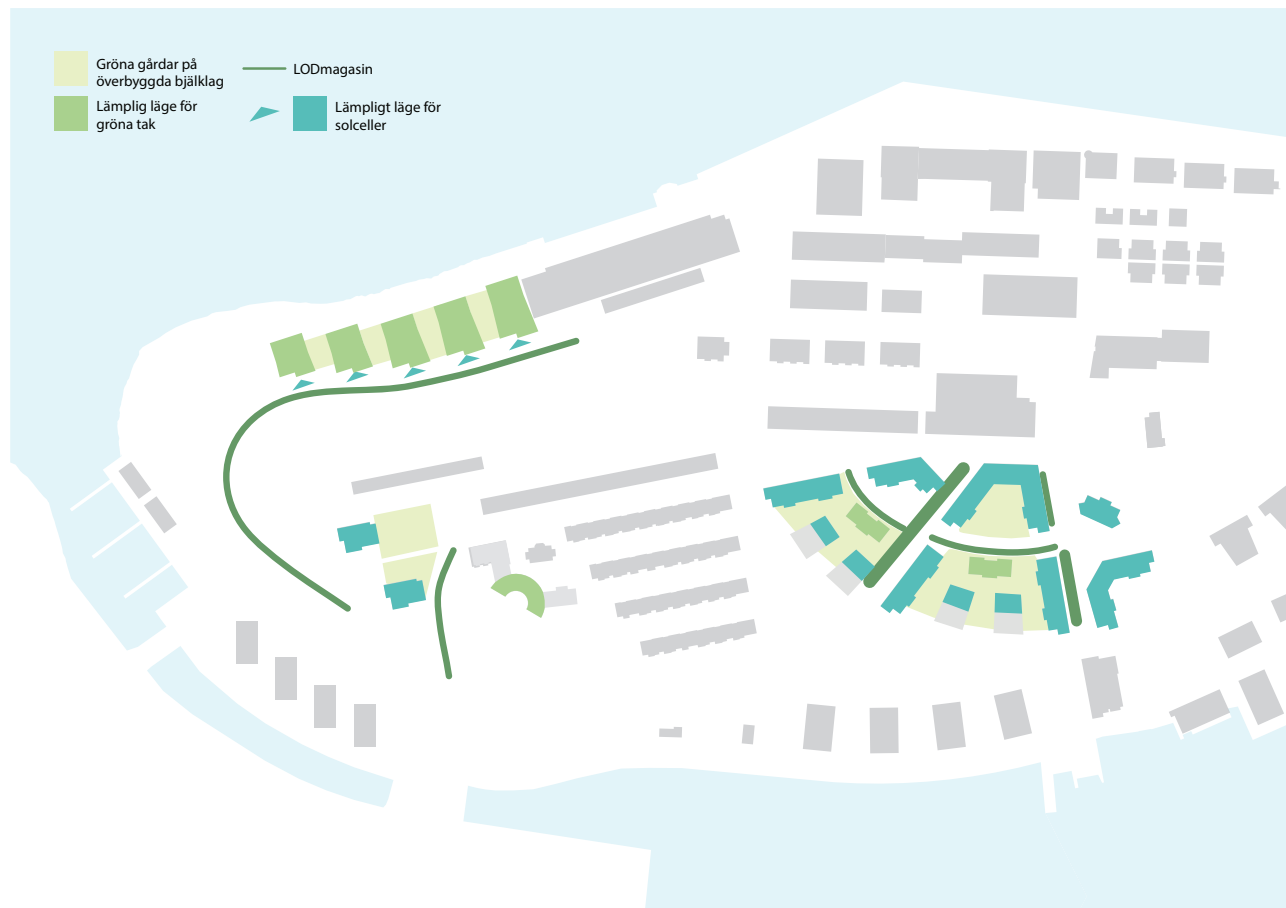 Gröna gårdar på
överbyggda bjälklag
LODmagasin
Lämplig läge för
gröna tak
Lämpligt läge för
solceller